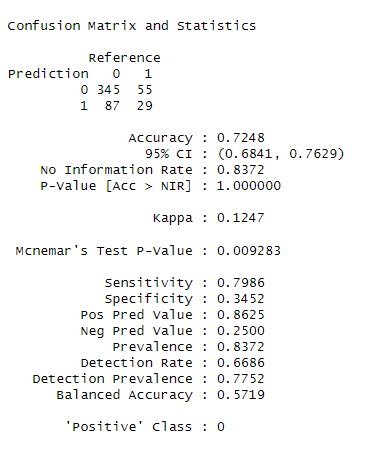 Confusion Matrix and Statistics
Reference
Prediction 0 1
0 345 55
1 87 29
Accuracy : 0.7248
95% CI : (0.6841, 0.7629)
No Information Rate : 0.8372
P-Value [Acc > NIR] : 1.000000
Kappa : 0.1247
Mcnemar's Test P-Value : 0.009283
Sensitivity : 0.7986
Specificity : 0.3452
Pos Pred Value : 0.8625
Neg Pred Value : 0.2500
Prevalence : 0.8372
Detection Rate : 0.6686
Detection Prevalence : 0.7752
Balanced Accuracy : 0.5719
'Positive' Class : 0